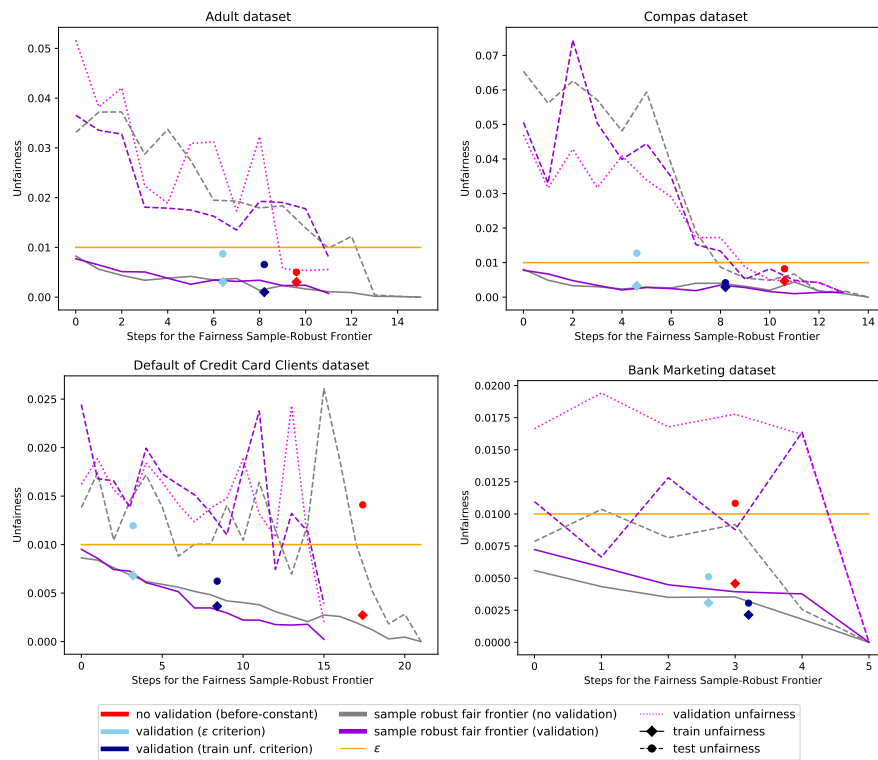 Adult dataset
0.05
0.04
0.03
0.02
0.01
0.00
Unfairness
0 2 4 6 8 10 12 14
Steps for the Fairness Sample-Robust Frontier
Compas dataset
0.07
0.06
0.05
0.04
0.03
0.02
0.01
0.00
Unfairness
0 2 4 6 8 10 12 14
Steps for the Fairness Sample-Robust Frontier
Default of Credit Card Clients dataset
0.025
0.020
0.015
0.010
0.005
0.000
Unfairness
0 5 10 15 20
Steps for the Fairness Sample-Robust Frontier
Bank Marketing dataset
0.0200
0.0175
0.0150
0.0125
0.0100
0.0075
0.0050
0.0025
0.0000
Unfairness
0 1 2 3 4 5
Steps for the Fairness Sample-Robust Frontier
no validation (before-constant)
validation (ε criterion)
validation (train unf. criterion)
sample robust fair frontier (no validation)
sample robust fair frontier (validation)
ε
validation unfairness
train unfairness
test unfairness